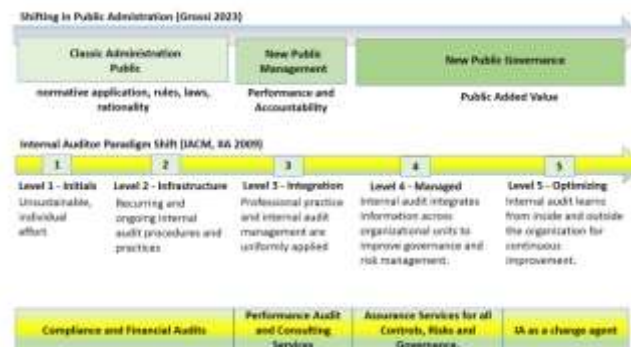 Shifting in Public Admistration (Grossi 2023)
Classic Administration
Public
New Public
Management
New Public Governance
normative application, rules, laws,
rationality
Performance and
Accountability
Public Added Value
Internal Auditor Paradigm Shift (IACM, IIA 2009)
1
2
3
4
5
Level 1 - Initials
Unsustainable,
individual
effort
Level 2 - Infrastructure
Recurring and
ongoing internal
audit procedures and
practices
Level 3 - Integration
Professional practice
and internal audit
management are
uniformly applied
Level 4 - Managed
Internal audit integrates
information across
organizational units to
improve governance and
risk management.
Level 5 - Optimizing
Internal audit learns
from inside and outside
the organization for
continuous
improvement.
Compliance and Financial Audits
Performance Audit
and Consulting
Services
Assurance Services for all
Controls, Risks and
Governance.
IA as a change agent